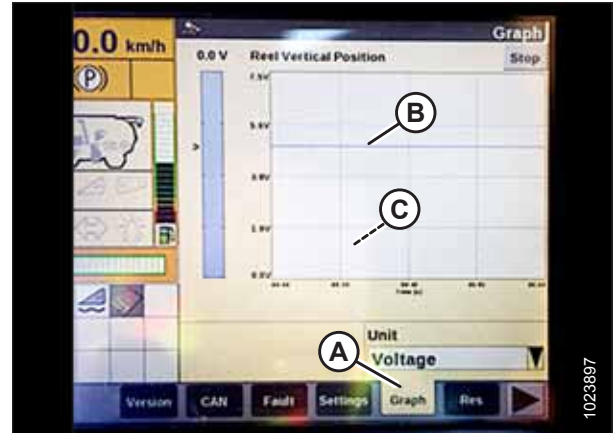 Graph
0.0 km/h
0.0 V
Reel Vertical Position
Stop
(P)
B
C
Unit
A
Voltage
Version
CAN
Fault
Settings
Graph
Res
1023897